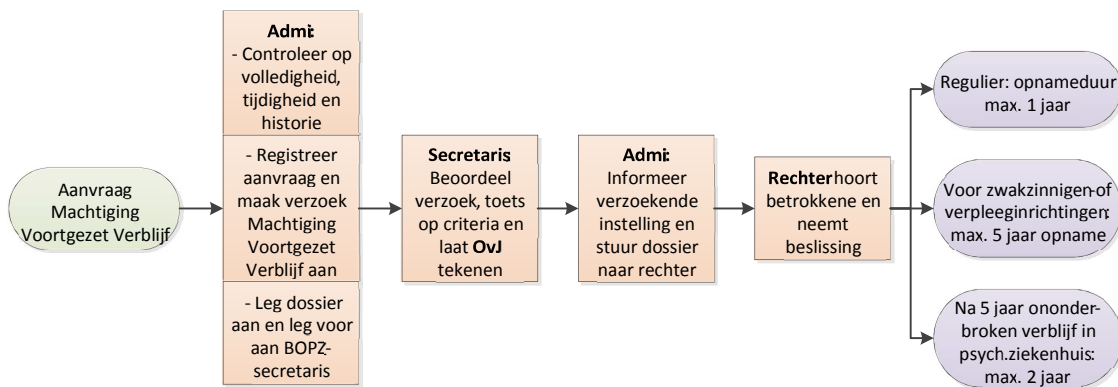 Aanvraag
Machtiging
Voortgezet Verblijf
Admi:
- Controleer op
volledigheid,
tijdigheid en
historie
- Registreer
aanvraag en
maak verzoek
Machtiging
Voortgezet
Verblijf aan
- Leg dossier
aan en leg voor
aan BOPZ-
secretaris
Secretaris
Beoordeel
verzoek, toets
op criteria en
laat OvJ
tekenen
Admi:
Informeer
verzoekende
instelling en
stuur dossier
naar rechter
Rechter hoort
betrokkene en
neemt
beslissing
Regulier: opnameduur
max. 1 jaar
Voor zwakzinnigen-of
verpleeginrichtingen:
max. 5 jaar opname
Na 5 jaar ononder-
broken verblijf in
psych.ziekenhuis:
max. 2 jaar